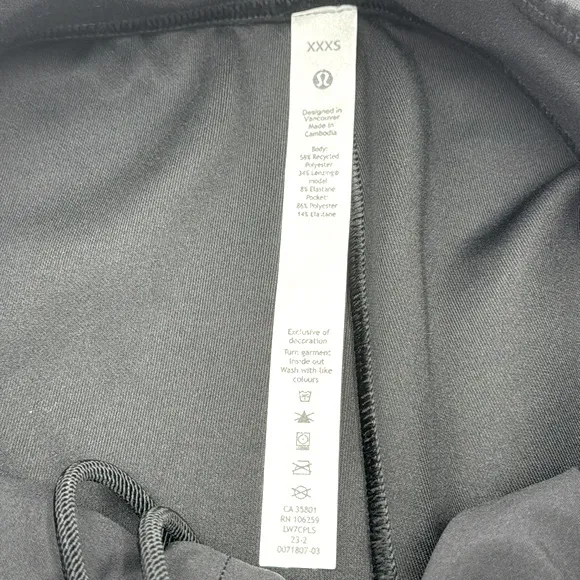 XXXS
Designed in
Vancouver
Made in
Cambodia
Body:
58% Recycled
Polyester
34% Lenzing®
modal
8% Elastane
Pocket:
86% Polyester
14% Elastane
Exclusive of
decoration
Turn garment
inside out
Wash with like
colours
CA 35801
RN 106259
LW7CPLS
23-2
0071807-03